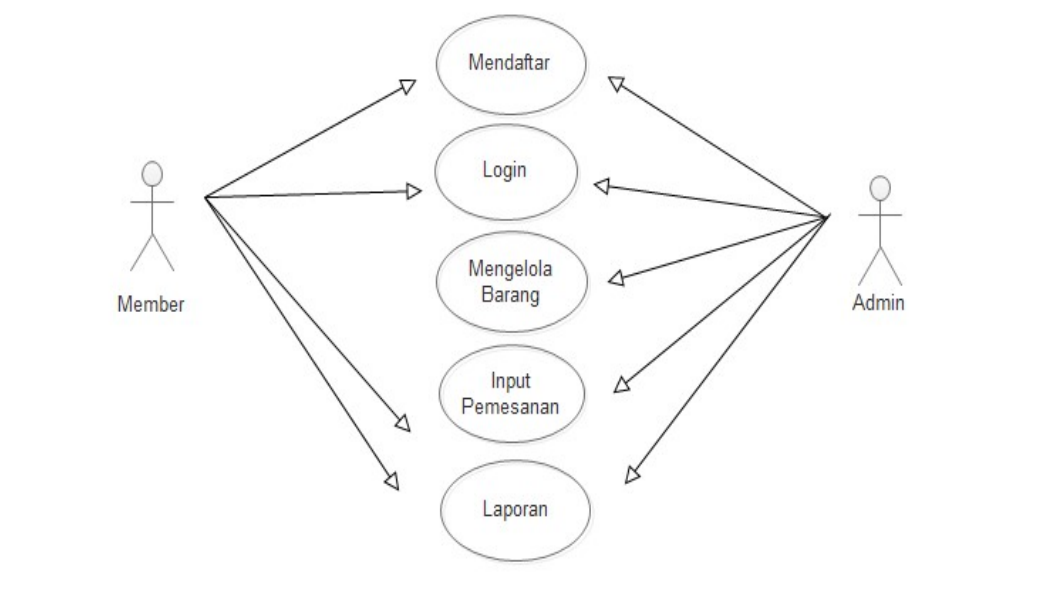 Mendaftar
Login
Mengelola
Barang
Input
Pemesanan
Laporan
Member
Admin